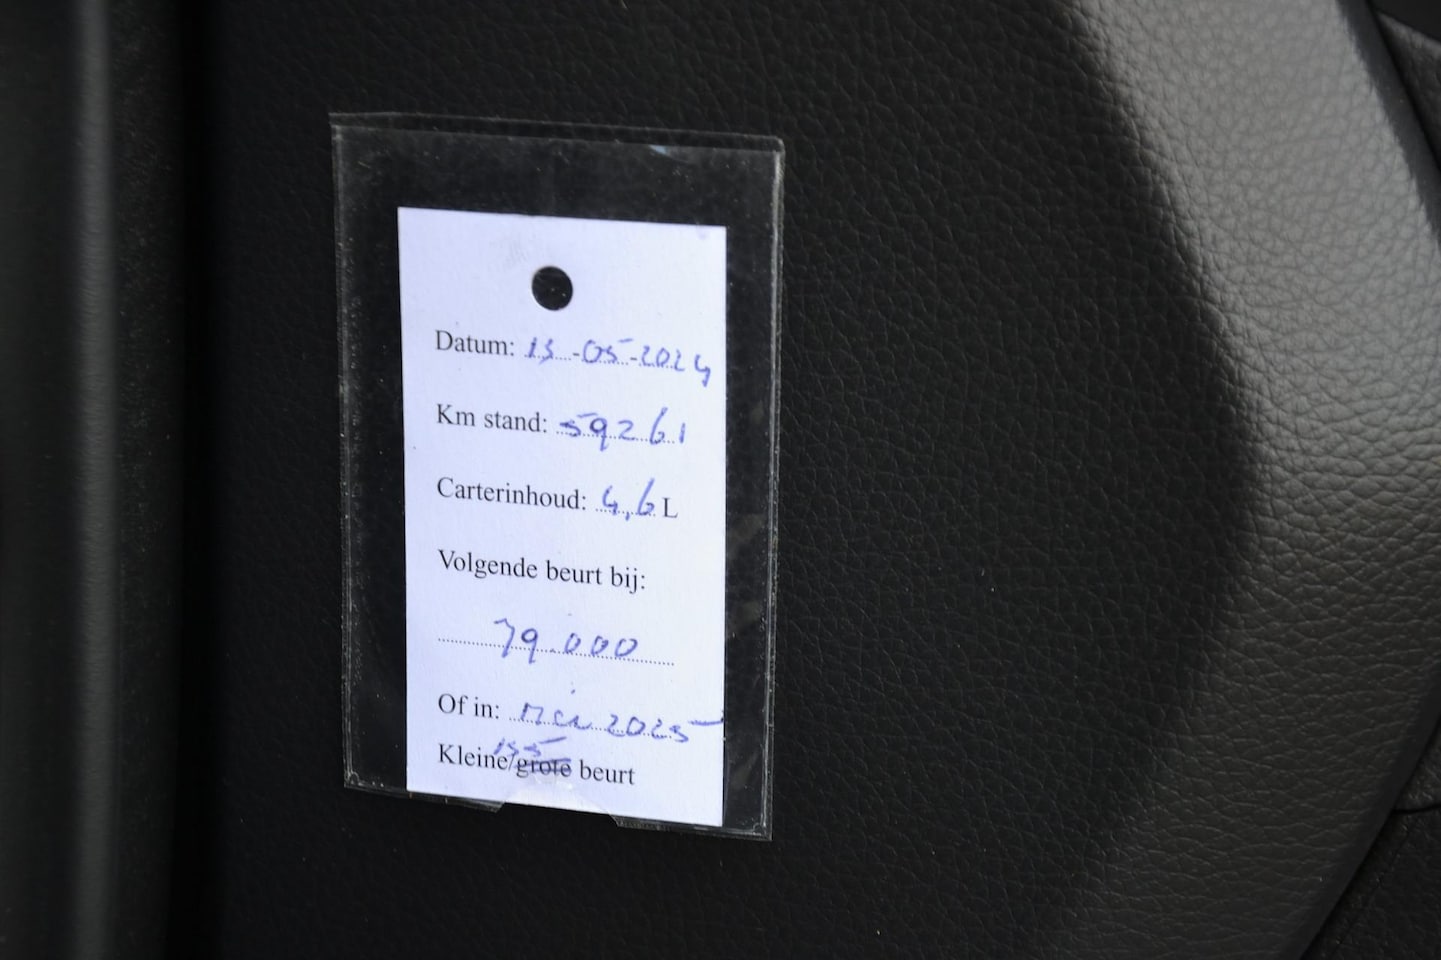 Datum: 13-05-2024
Km stand: 59261
Carterinhoud: 4,6 L
Volgende beurt bij:
79.000
Of in: Mei 2025
Kleine/grote beurt